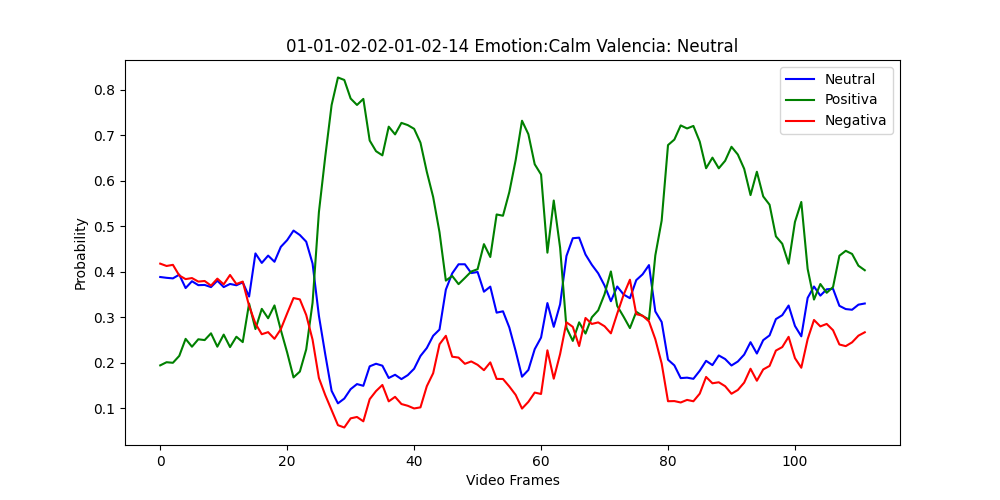 01-01-02-02-01-02-14 Emotion:Calm Valencia: Neutral
Neutral
Positiva
Negativa
Probability
0.8
0.7
0.6
0.5
0.4
0.3
0.2
0.1
0 20 40 60 80 100
Video Frames